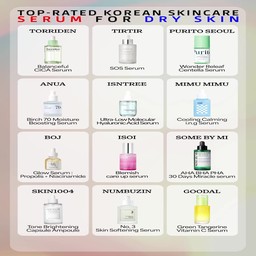 TOP-RATED KOREAN SKINCARE
SERUM FOR DRY SKIN
TORRIDEN
Balanceful
CICA Serum
TIRTIR
SOS Serum
PURITO SEOUL
Wonder Releaf
Centella Serum
ANUA
Birch 70 Moisture
Boosting Serum
ISNTREE
Ultra-Low Molecular
Hyaluronic Acid Serum
MIMU MIMU
Cooling Calming
BOJ
Glow Serum :
Propolis + Niacinamide
ISOI
Blemish
care up serum
SOME BY MI
AHA BHA PHA
30 Days Miracle serum
SKIN1004
Tone Brightening
Capsule Ampoule
NUMBUZIN
No. 3
Skin Softening Serum
GOODAL
Green Tangerine
Vitamin C Serum